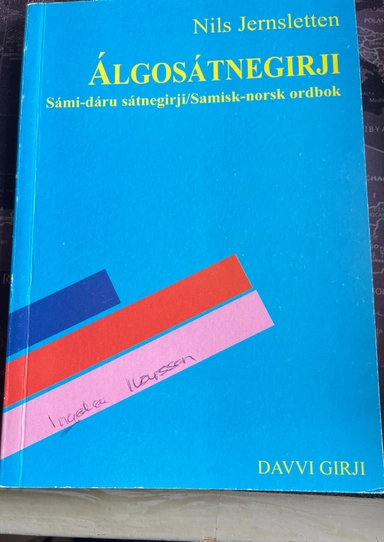 Nils Jernsletten
ÁLGOSÁTNEGIRJI
Sámi-dáru sátnegirji/Samisk-norsk ordbok
DAVVI GIRJI